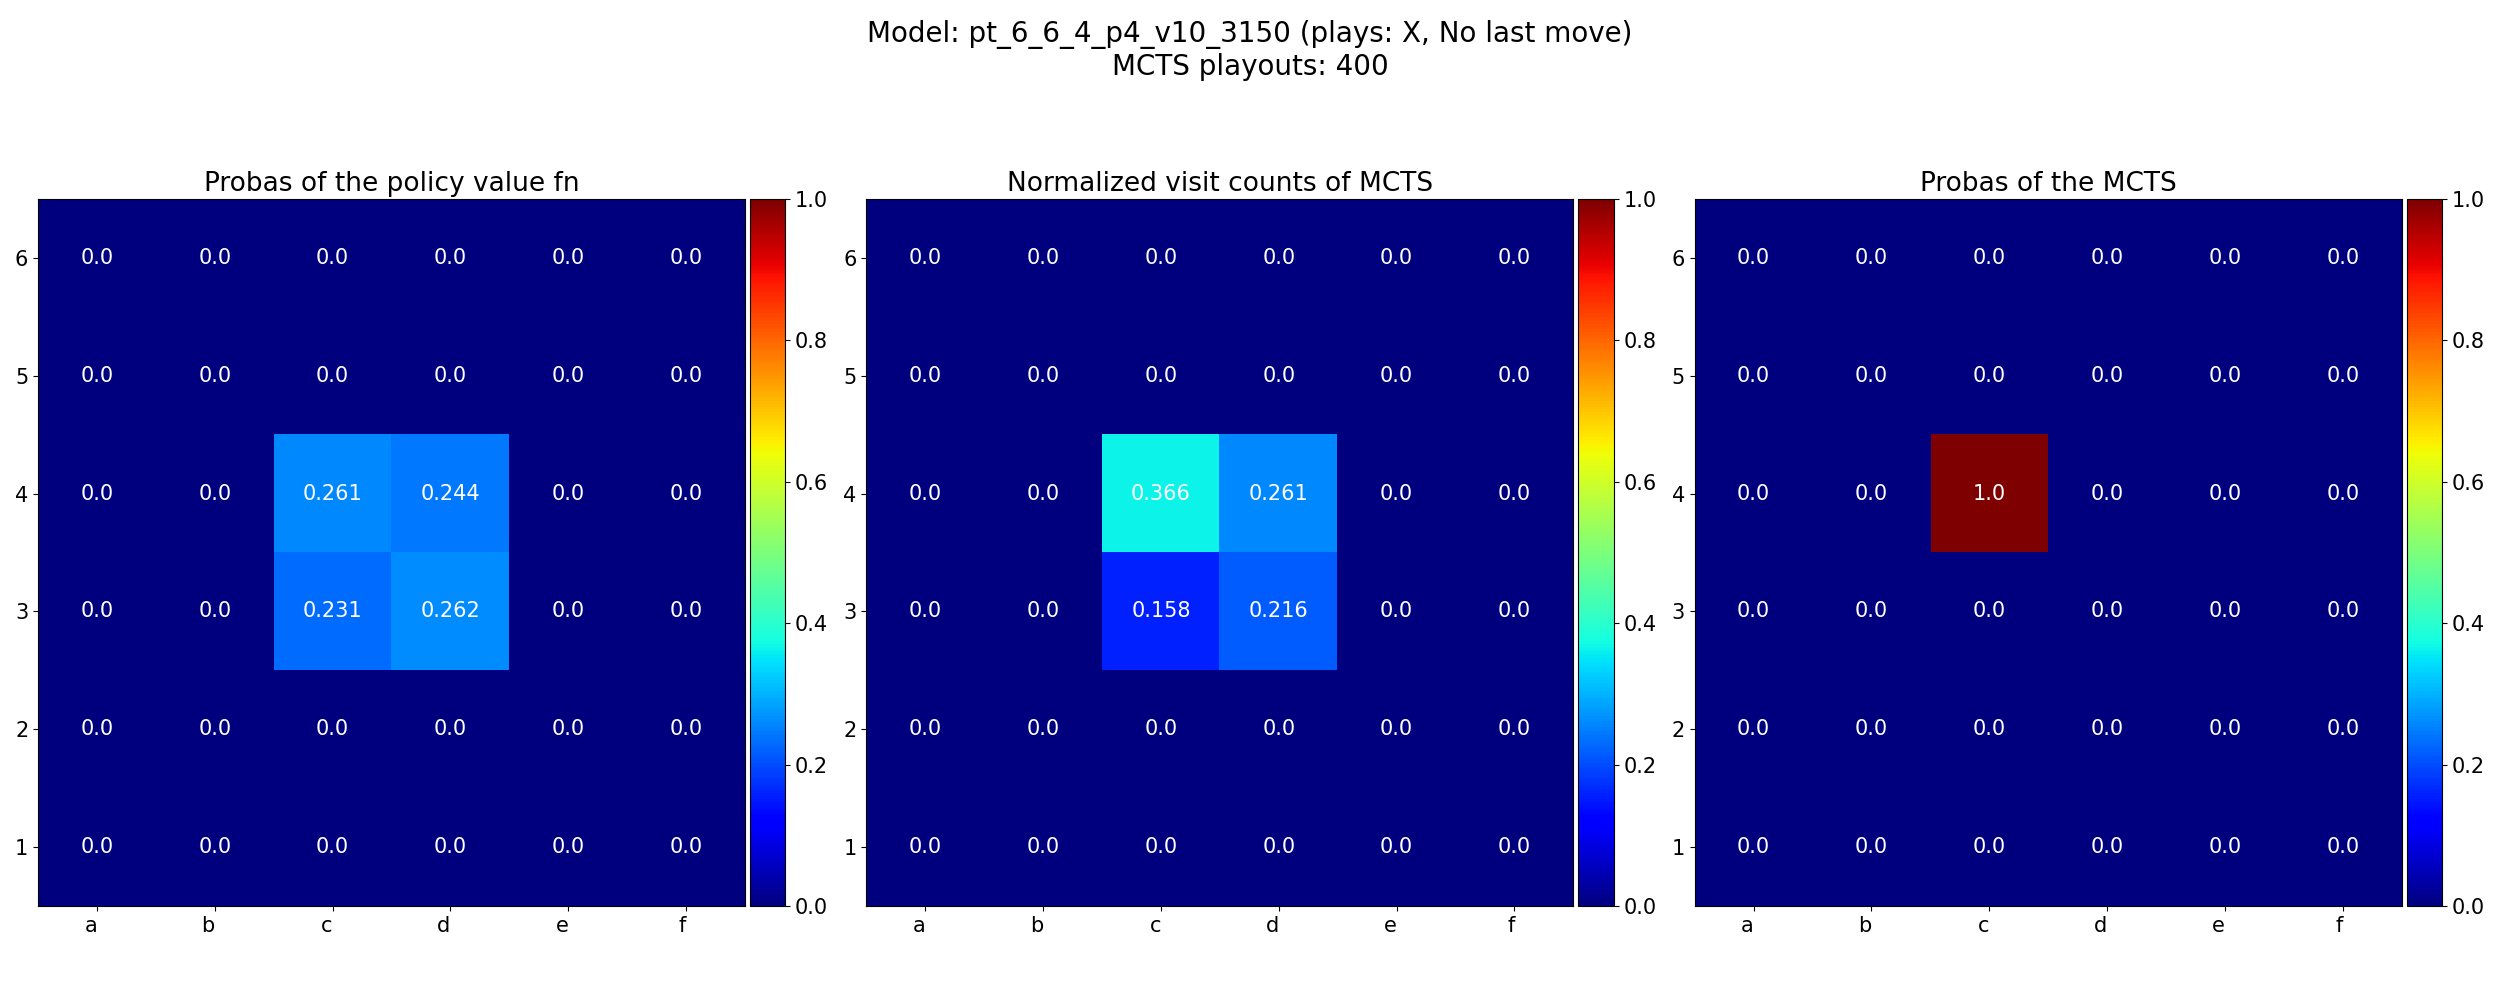 Model: pt_6_6_4_p4_v10_3150 (plays: X, No last move)
MCTS playouts: 400
Probas of the policy value fn
6 0.0 0.0 0.0 0.0 0.0 0.0
5 0.0 0.0 0.0 0.0 0.0 0.0
4 0.0 0.0 0.261 0.244 0.0 0.0
3 0.0 0.0 0.231 0.262 0.0 0.0
2 0.0 0.0 0.0 0.0 0.0 0.0
1 0.0 0.0 0.0 0.0 0.0 0.0
a b c d e f
1.0
0.8
0.6
0.4
0.2
0.0
Normalized visit counts of MCTS
6 0.0 0.0 0.0 0.0 0.0 0.0
5 0.0 0.0 0.0 0.0 0.0 0.0
4 0.0 0.0 0.366 0.261 0.0 0.0
3 0.0 0.0 0.158 0.216 0.0 0.0
2 0.0 0.0 0.0 0.0 0.0 0.0
1 0.0 0.0 0.0 0.0 0.0 0.0
a b c d e f
1.0
0.8
0.6
0.4
0.2
0.0
Probas of the MCTS
6 0.0 0.0 0.0 0.0 0.0 0.0
5 0.0 0.0 0.0 0.0 0.0 0.0
4 0.0 0.0 1.0 0.0 0.0 0.0
3 0.0 0.0 0.0 0.0 0.0 0.0
2 0.0 0.0 0.0 0.0 0.0 0.0
1 0.0 0.0 0.0 0.0 0.0 0.0
a b c d e f
1.0
0.8
0.6
0.4
0.2
0.0